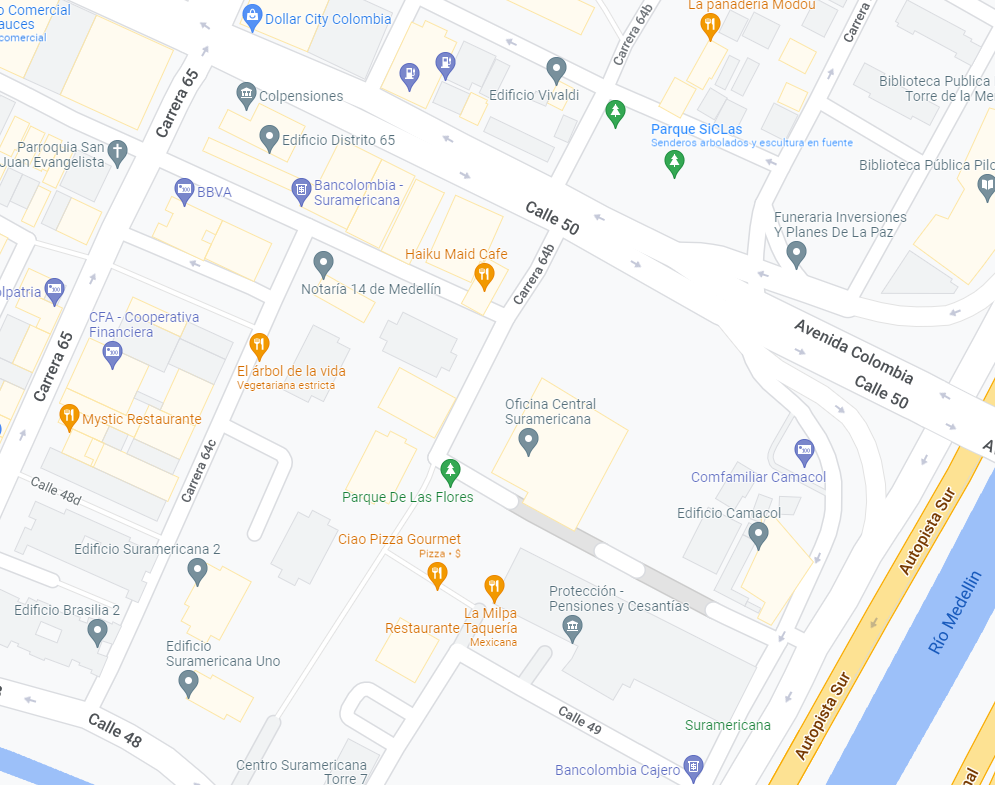 o Comercial
auces
comercial
Dollar City Colombia
Carrera 64b
La panadería Modou
Carrera
Carrera 65
Colpensiones
Edificio Vivaldi
Biblioteca Publica
Torre de la Me
Edificio Distrito 65
Parque SiCLas
Senderos arbolados y escultura en fuente
Parroquia San
Juan Evangelista
Biblioteca Pública Pilo
BBVA
Bancolombia -
Suramericana
Calle 50
Funeraria Inversiones
Y Planes De La Paz
Haiku Maid Cafe
Carrera 64b
Notaría 14 de Medellín
olpatria
CFA - Cooperativa
Financiera
Avenida Colombia
Calle 50
Carrera 65
El árbol de la vida
Vegetariana estricta
Mystic Restaurante
Oficina Central
Suramericana
Carrera 64c
Calle 48d
Parque De Las Flores
Comfamiliar Camacol
Edificio Camacol
Autopista Sur
Ciao Pizza Gourmet
Pizza • $
Edificio Suramericana 2
La Milpa
Restaurante Taquería
Mexicana
Protección -
Pensiones y Cesantías
Río Medellin
Edificio Brasilia 2
Edificio
Suramericana Uno
Autopista Sur
Calle 48
Calle 49
Suramericana
Centro Suramericana
Torre 7
Bancolombia Cajero
nal